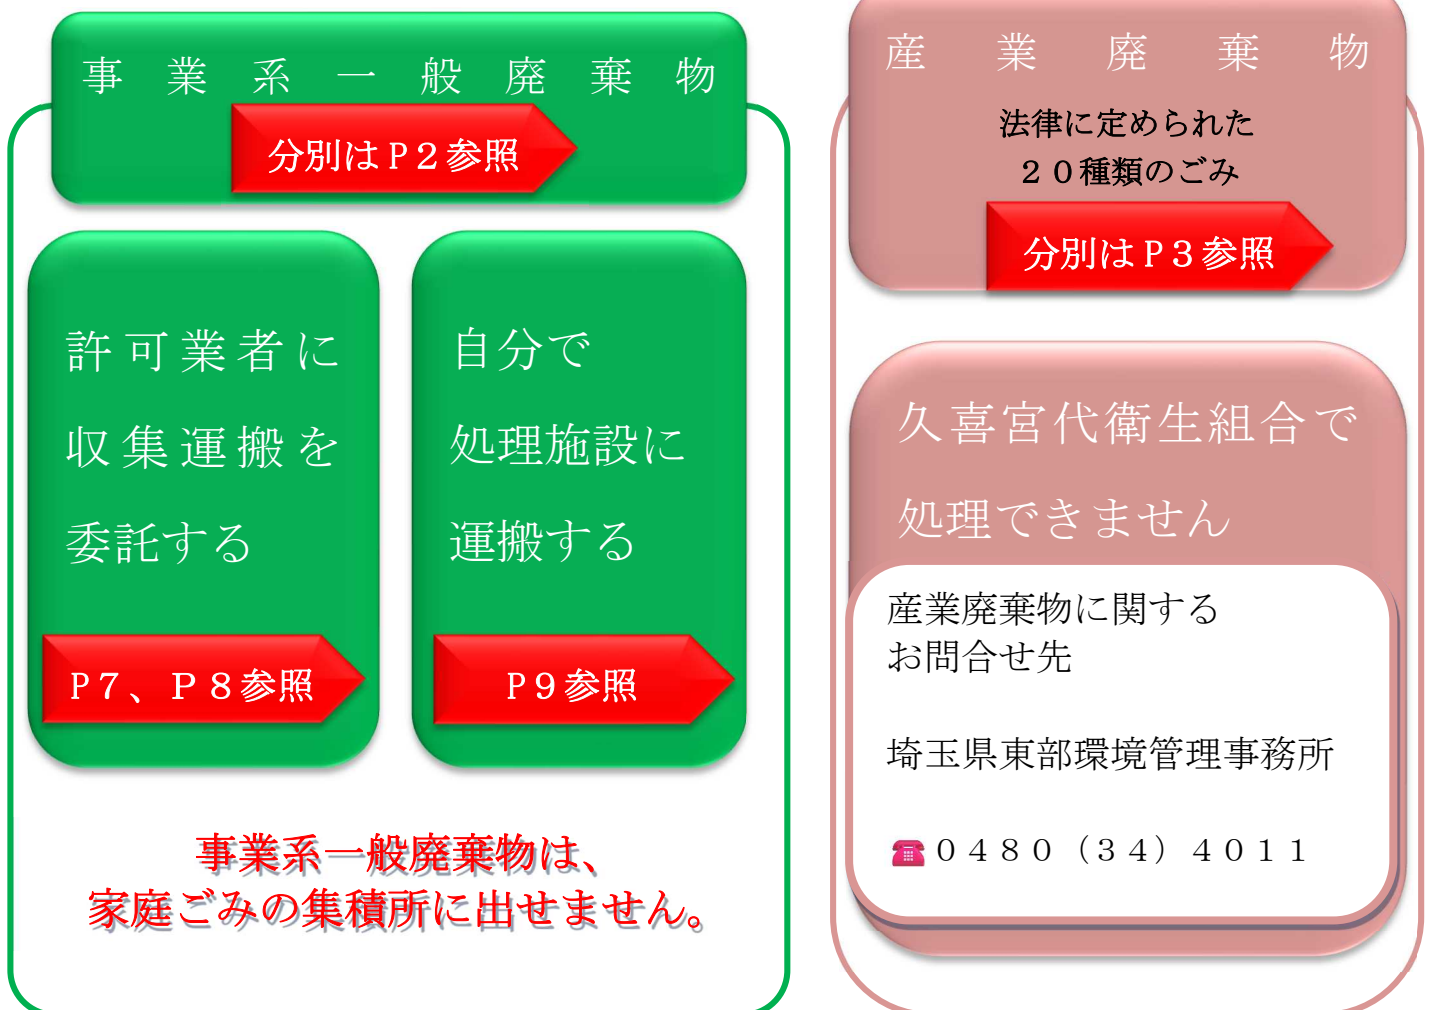 事業系一般廃棄物
分別はP２参照
許可業者に
収集運搬を
委託する
P７、P８参照
自分で
処理施設に
運搬する
P９参照
事業系一般廃棄物は、
家庭ごみの集積所に出せません。
産業廃棄物
法律に定められた
２０種類のごみ
分別はP３参照
久喜宮代衛生組合で
処理できません
産業廃棄物に関する
お問合せ先
埼玉県東部環境管理事務所
☎０４８０（３４）４０１１